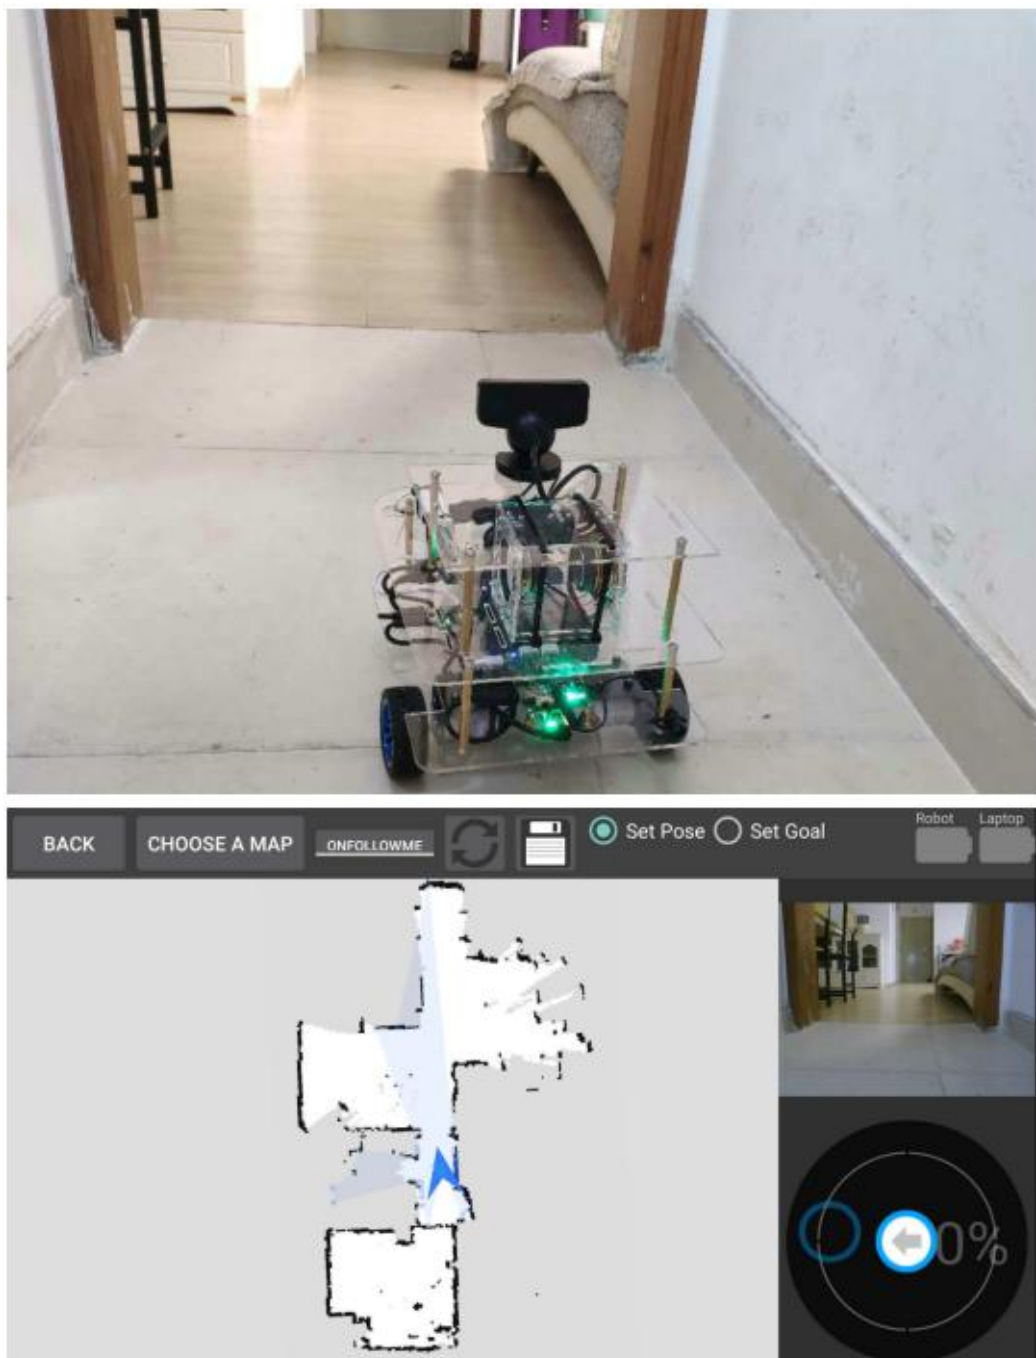 BACK
CHOOSE A MAP
ONFOLLOWME
Set Pose
Set Goal
Robot
Laptop
0%